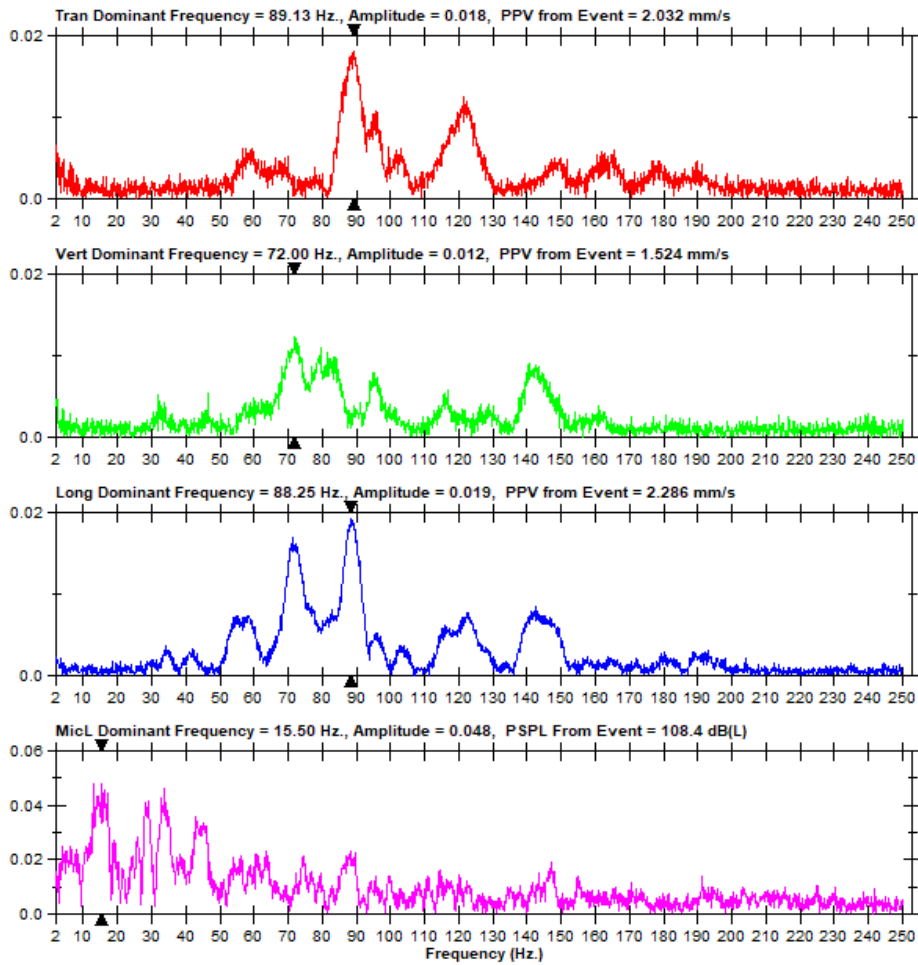 Tran Dominant Frequency = 89.13 Hz., Amplitude = 0.018, PPV from Event = 2.032 mm/s
0.02
0.0
2 10 20 30 40 50 60 70 80 90 100 110 120 130 140 150 160 170 180 190 200 210 220 230 240 250
Vert Dominant Frequency = 72.00 Hz., Amplitude = 0.012, PPV from Event = 1.524 mm/s
0.02
0.0
2 10 20 30 40 50 60 70 80 90 100 110 120 130 140 150 160 170 180 190 200 210 220 230 240 250
Long Dominant Frequency = 88.25 Hz., Amplitude = 0.019, PPV from Event = 2.286 mm/s
0.02
0.0
2 10 20 30 40 50 60 70 80 90 100 110 120 130 140 150 160 170 180 190 200 210 220 230 240 250
MicL Dominant Frequency = 15.50 Hz., Amplitude = 0.048, PSPL From Event = 108.4 dB(L)
0.06
0.04
0.02
0.0
2 10 20 30 40 50 60 70 80 90 100 110 120 130 140 150 160 170 180 190 200 210 220 230 240 250
Frequency (Hz.)